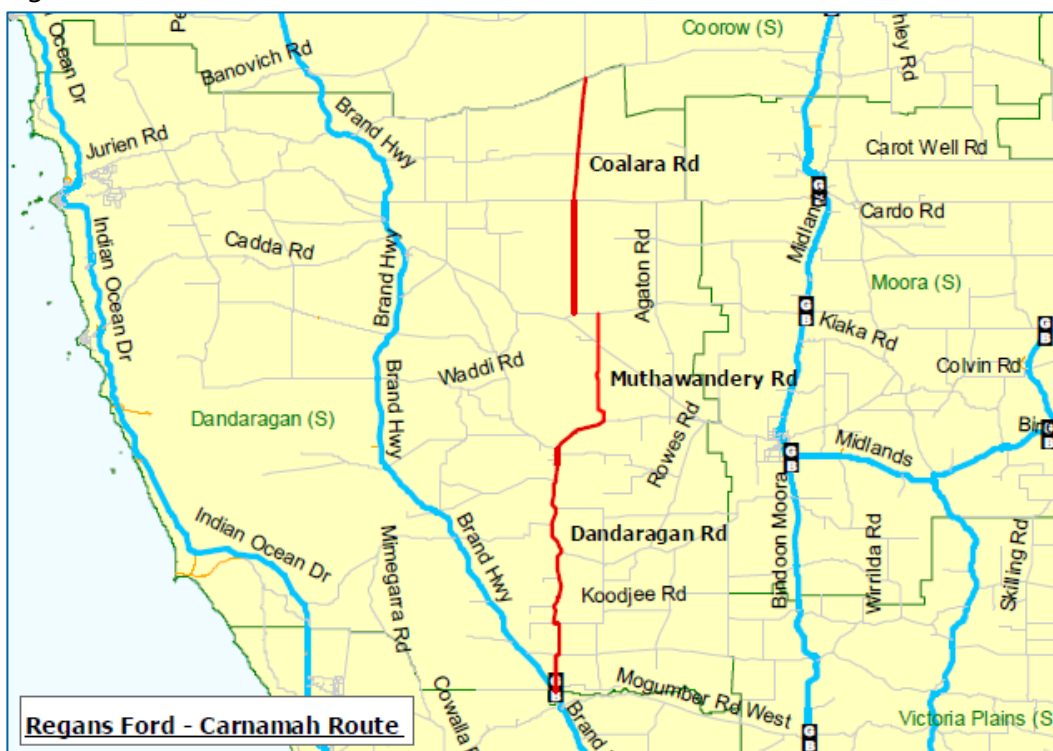 Coorow (S)
Ocean Dr
Banovich Rd
Brand Hwy
Jurien Rd
Coalara Rd
Carot Well Rd
Cardo Rd
Indian Ocean Dr
Cadda Rd
Brand Hwy
Agaton Rd
Midland
Moora (S)
Kiaka Rd
Waddi Rd
Muthawandery Rd
Colvin Rd
Dandaragan (S)
Brand Hwy
Rowes Rd
Midlands
Bin
Indian Ocean Dr
Mimegarra Rd
Brand Hwy
Dandaragan Rd
Bindoon Moora
Wirrilda Rd
Skilling Rd
Koodjee Rd
Mogumber Rd West
Cowalla
Brand
Victoria Plains (S
Regans Ford - Carnamah Route